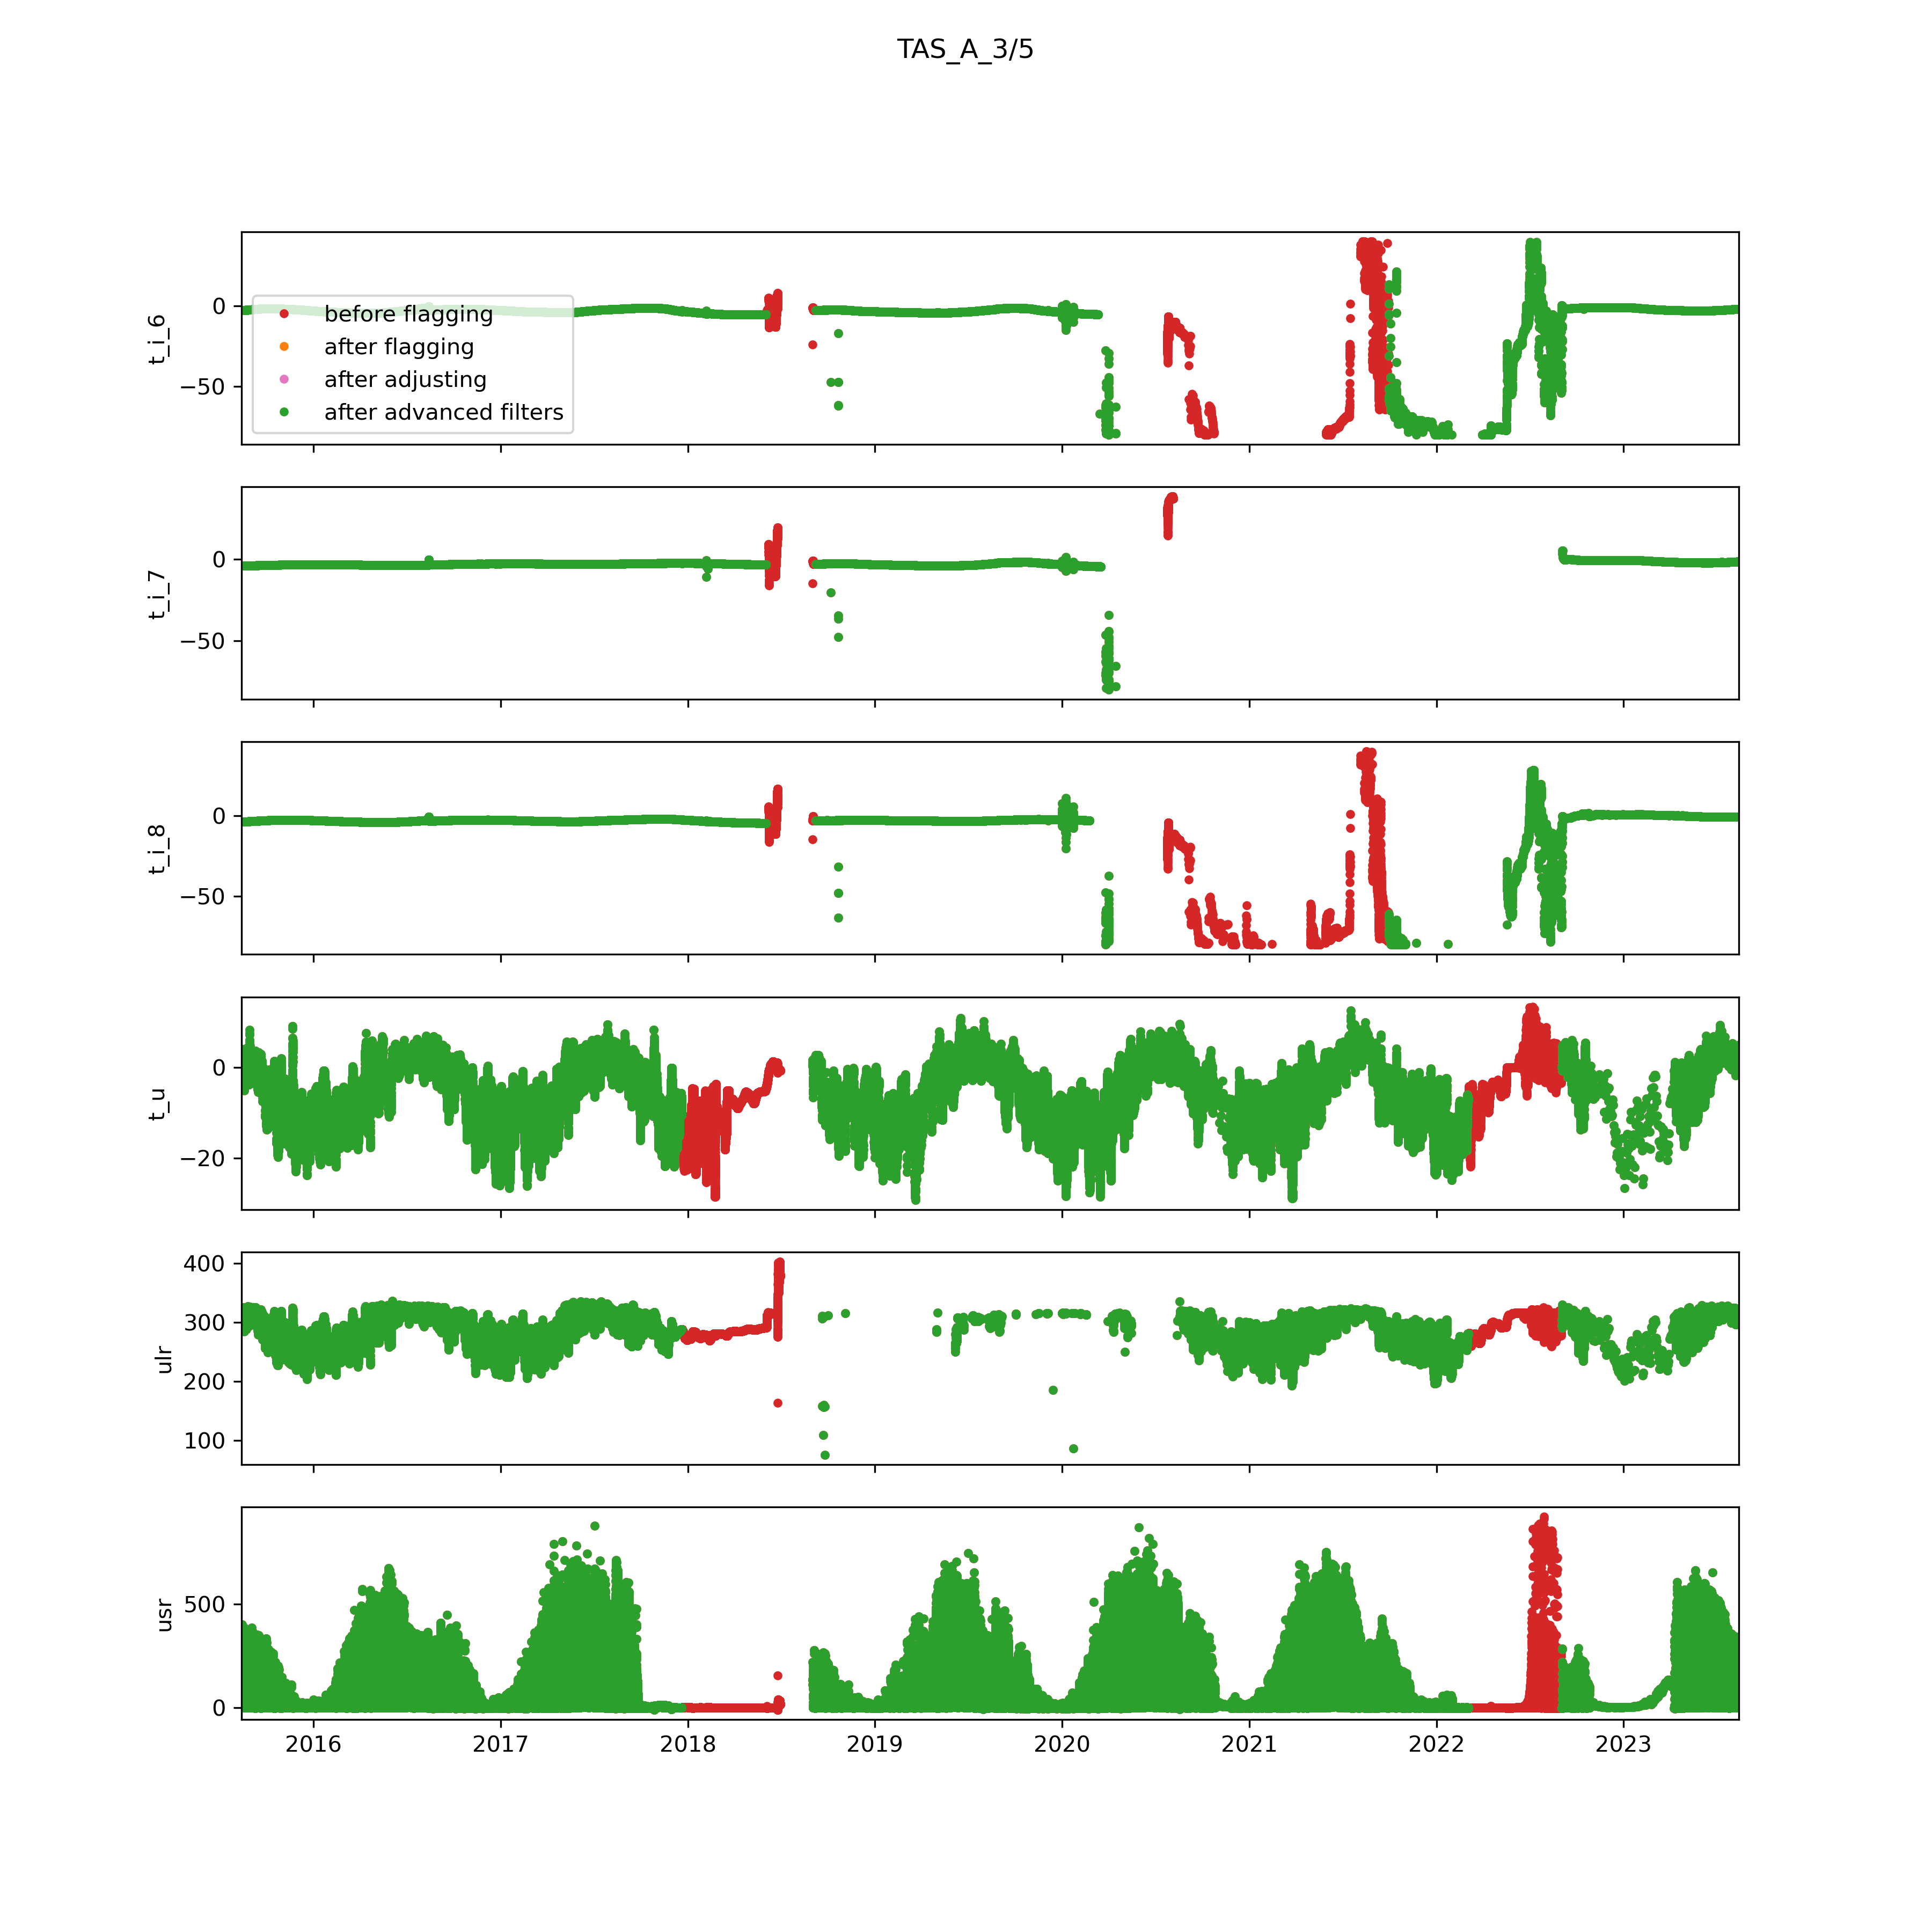 TAS_A_3/5
t_i_6
0
−50
before flagging
after flagging
after adjusting
after advanced filters
t_i_7
0
−50
t_i_8
0
−50
t_u
0
−20
ulr
400
300
200
100
usr
500
0
2016 2017 2018 2019 2020 2021 2022 2023